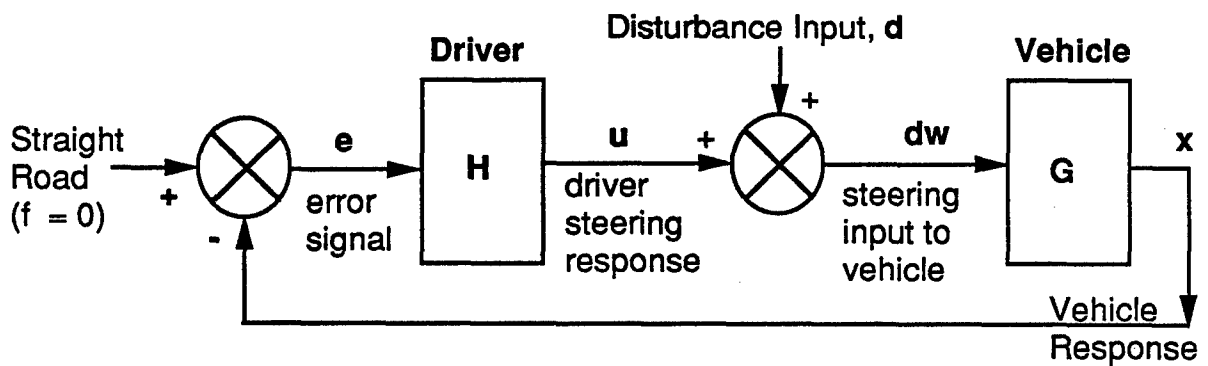 Disturbance Input, d
Driver
Vehicle
Straight
Road
(f = 0)
+
-
e
error
signal
H
u
driver
steering
response
+
+
dw
steering
input to
vehicle
G
x
Vehicle
Response